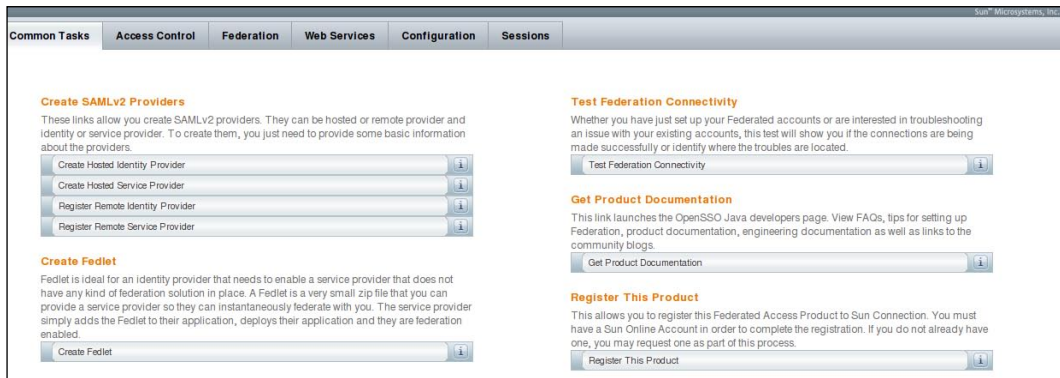 Sun™ Microsystems, Inc.
Common Tasks Access Control Federation Web Services Configuration Sessions
Create SAMLv2 Providers
These links allow you create SAMLv2 providers. They can be hosted or remote provider and
identity or service provider. To create them, you just need to provide some basic information
about the providers.
Create Hosted Identity Provider
Create Hosted Service Provider
Register Remote Identity Provider
Register Remote Service Provider
Create Fedlet
Fedlet is ideal for an identity provider that needs to enable a service provider that does not
have any kind of federation solution in place. A Fedlet is a very small zip file that you can
provide a service provider so they can instantaneously federate with you. The service provider
simply adds the Fedlet to their application, deploys their application and they are federation
enabled.
Create Fedlet
Test Federation Connectivity
Whether you have just set up your Federated accounts or are interested in troubleshooting
an issue with your existing accounts, this test will show you if the connections are being
made successfully or identify where the troubles are located.
Test Federation Connectivity
Get Product Documentation
This link launches the OpenSSO Java developers page. View FAQs, tips for setting up
Federation, product documentation, engineering documentation as well as links to the
community blogs.
Get Product Documentation
Register This Product
This allows you to register this Federated Access Product to Sun Connection. You must
have a Sun Online Account in order to complete the registration. If you do not already have
one, you may request one as part of this process.
Register This Product